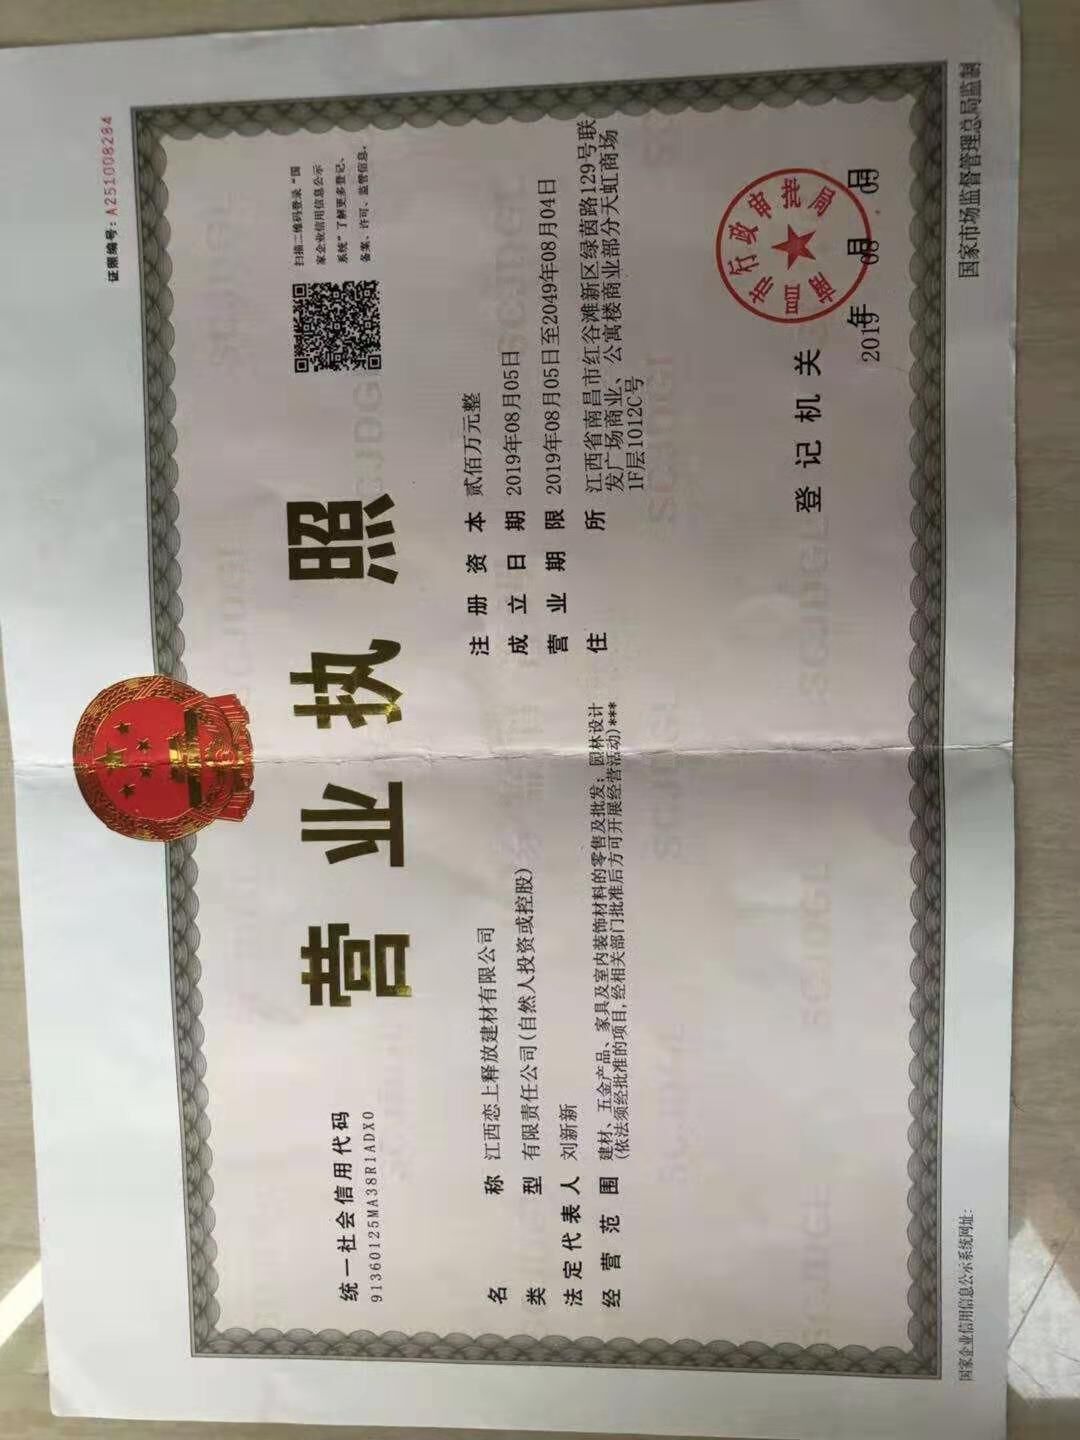 证照编号:A251008284
扫描二维码登录“国
家企业信用信息公示
系统”了解更多登记、
备案、许可、监管信息。
营业执照
统一社会信用代码
91360125MA38R1ADX0
名称 江西恋上释放建材有限公司
类型 有限责任公司(自然人投资或控股)
法定代表人 刘新新
经营范围 建材、五金产品、家具及室内装饰材料的零售及批发;园林设计
(依法须经批准的项目,经相关部门批准后方可开展经营活动)***
注册资本 贰佰万元整
成立日期 2019年08月05日
营业期限 2019年08月05日至2049年08月04日
住所 江西省南昌市红谷滩新区绿茵路129号联
发广场商业、公寓楼商业部分天虹商场
1F层1012C号
登记机关
2019年08月05日
国家企业信用信息公示系统网址:
国家市场监督管理总局监制